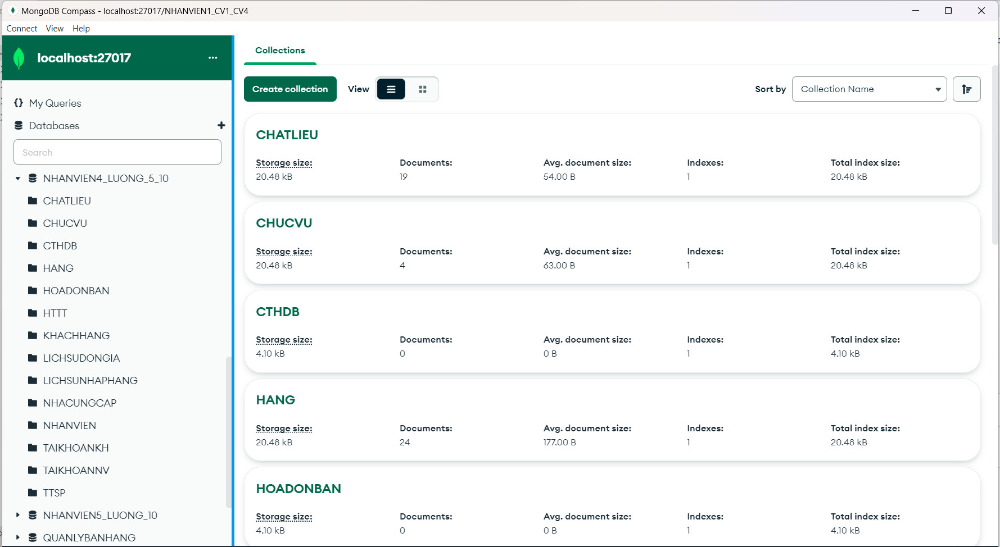 MongoDB Compass - localhost:27017/NHANVIEN1_CV1_CV4
Connect View Help
localhost:27017
My Queries
Databases
Search
NHANVIEN4_LUONG_5_10
CHATLIEU
CHUCVU
CTHDB
HANG
HOADONBAN
HTTT
KHACHHANG
LICHSUDONGIA
LICHSUNHAPHANG
NHACUNGCAP
NHANVIEN
TAIKHOANKH
TAIKHOANNV
TTSP
NHANVIEN5_LUONG_10
QUANLYBANHANG
Collections
Create collection View Sort by Collection Name
CHATLIEU
Storage size: Documents: Avg. document size: Indexes: Total index size:
20.48 kB 19 54.00 B 1 20.48 kB
CHUCVU
Storage size: Documents: Avg. document size: Indexes: Total index size:
20.48 kB 4 63.00 B 1 20.48 kB
CTHDB
Storage size: Documents: Avg. document size: Indexes: Total index size:
4.10 kB 0 0 B 1 4.10 kB
HANG
Storage size: Documents: Avg. document size: Indexes: Total index size:
20.48 kB 24 177.00 B 1 20.48 kB
HOADONBAN
Storage size: Documents: Avg. document size: Indexes: Total index size:
4.10 kB 0 0 B 1 4.10 kB